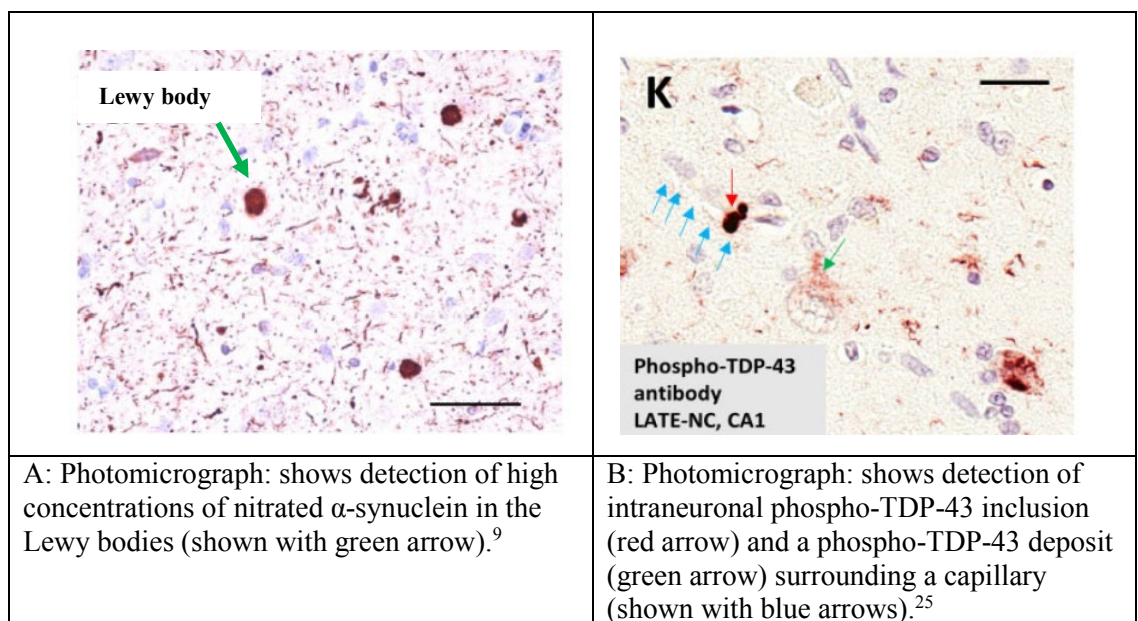 Lewy body
K
Phospho-TDP-43
antibody
LATE-NC, CA1
A: Photomicrograph: shows detection of high
concentrations of nitrated α-synuclein in the
Lewy bodies (shown with green arrow).⁹
B: Photomicrograph: shows detection of
intraneuronal phospho-TDP-43 inclusion
(red arrow) and a phospho-TDP-43 deposit
(green arrow) surrounding a capillary
(shown with blue arrows).²⁵